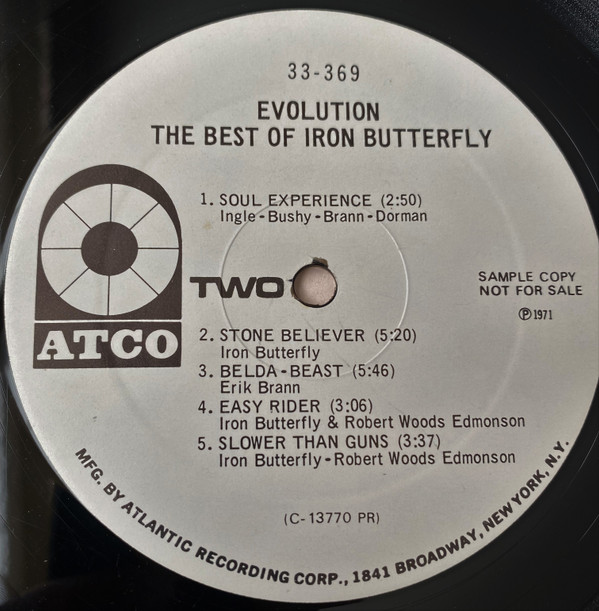 33-369
EVOLUTION
THE BEST OF IRON BUTTERFLY
1. SOUL EXPERIENCE (2:50)
Ingle-Bushy-Brann-Dorman
TWO
SAMPLE COPY
NOT FOR SALE
℗ 1971
ATCO
2. STONE BELIEVER (5:20)
Iron Butterfly
3. BELDA-BEAST (5:46)
Erik Brann
4. EASY RIDER (3:06)
Iron Butterfly & Robert Woods Edmonson
5. SLOWER THAN GUNS (3:37)
Iron Butterfly-Robert Woods Edmonson
(C-13770 PR)
MFG. BY ATLANTIC RECORDING CORP., 1841 BROADWAY, NEW YORK, N.Y.